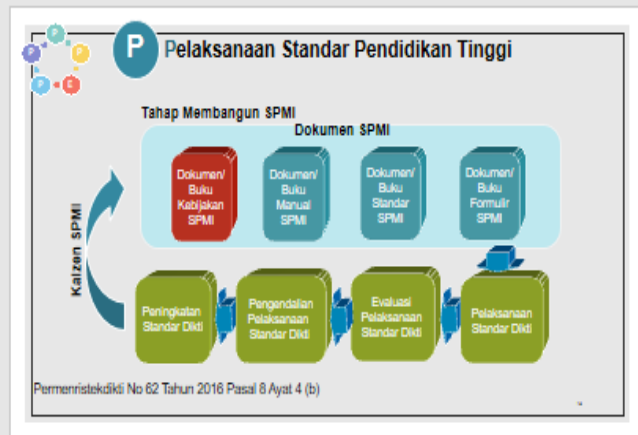 P
P
P
P
E
P
P
Pelaksanaan Standar Pendidikan Tinggi
Tahap Membangun SPMI
Dokumen SPMI
Dokumen/
Buku
Kebijakan
SPMI
Dokumen/
Buku
Manual
SPMI
Dokumen/
Buku
Standar
SPMI
Dokumen/
Buku
Formulir
SPMI
Kaizen SPMI
Peningkatan
Standar Dikti
Pengendalian
Pelaksanaan
Standar Dikti
Evaluasi
Pelaksanaan
Standar Dikti
Pelaksanaan
Standar Dikti
Permenristekdikti No 62 Tahun 2016 Pasal 8 Ayat 4 (b)